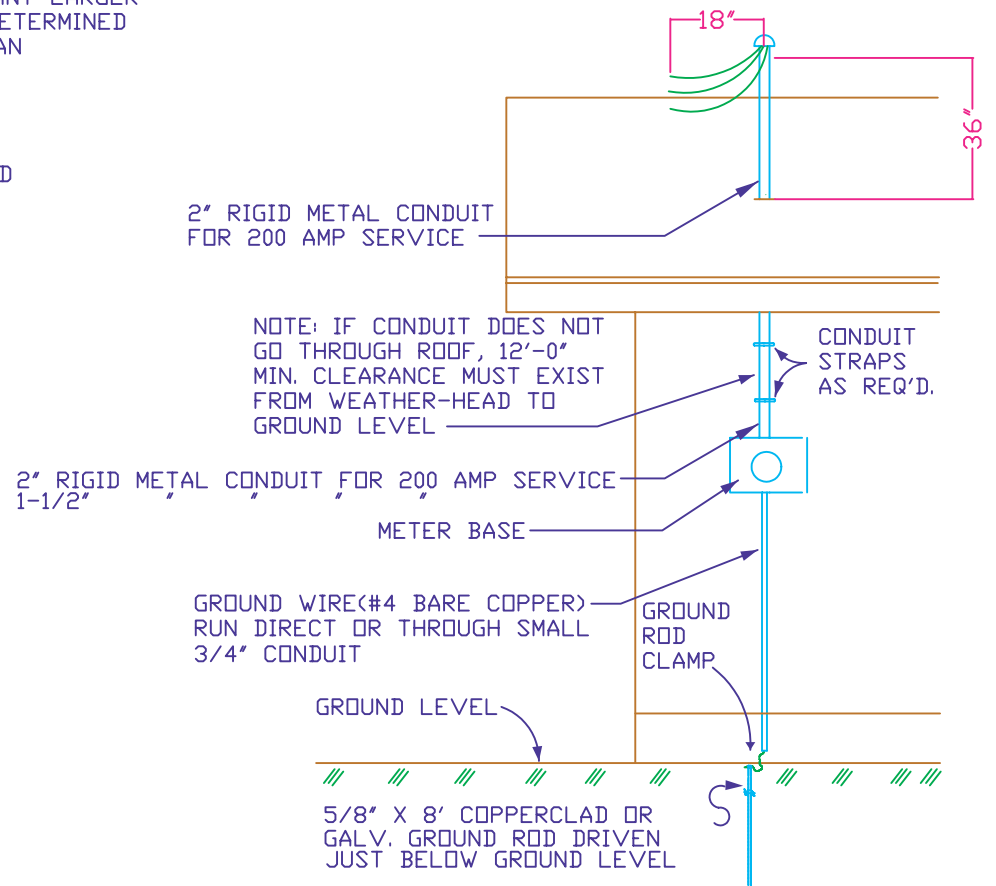 LARGER
DETERMINED
18"
36"
2" RIGID METAL CONDUIT
FOR 200 AMP SERVICE
NOTE: IF CONDUIT DOES NOT
GO THROUGH ROOF, 12'-0"
MIN. CLEARANCE MUST EXIST
FROM WEATHER-HEAD TO
GROUND LEVEL
CONDUIT
STRAPS
AS REQ'D.
2" RIGID METAL CONDUIT FOR 200 AMP SERVICE
1-1/2" " " " "
METER BASE
GROUND WIRE(#4 BARE COPPER)
RUN DIRECT OR THROUGH SMALL
3/4" CONDUIT
GROUND
ROD
CLAMP
GROUND LEVEL
5/8" X 8' COPPERCLAD OR
GALV. GROUND ROD DRIVEN
JUST BELOW GROUND LEVEL